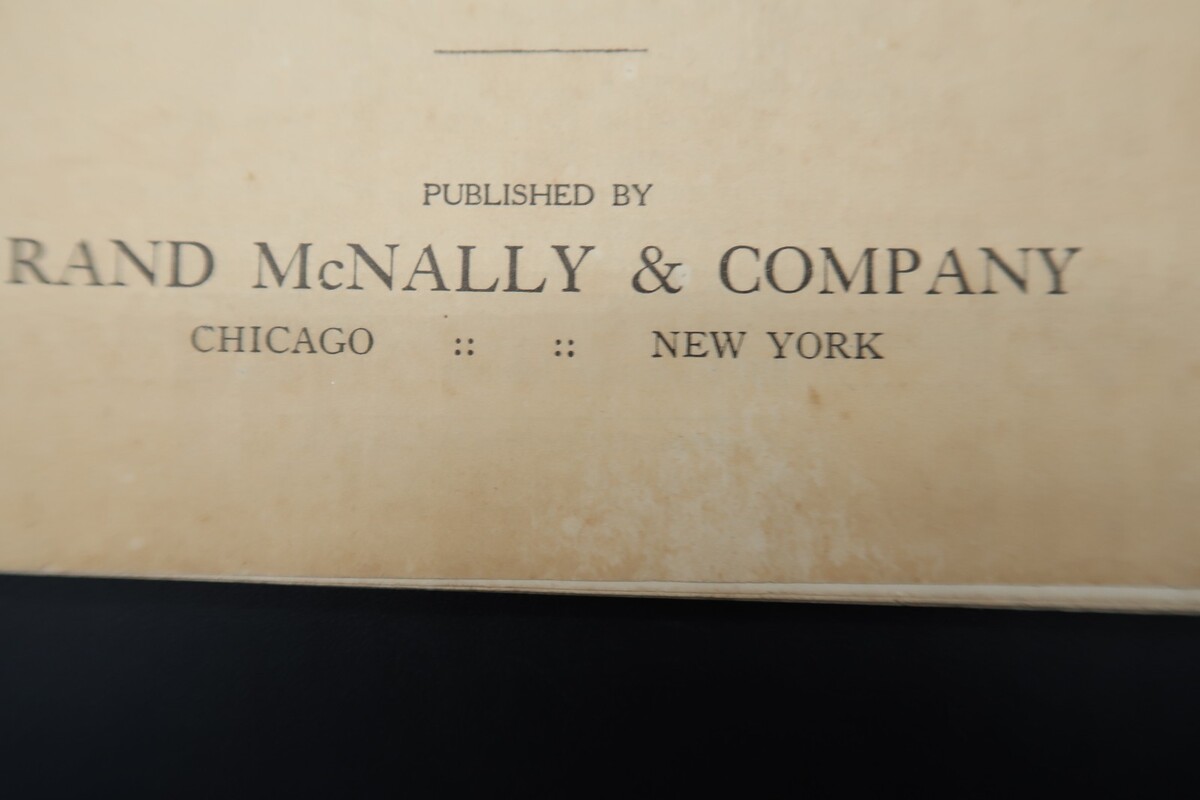 PUBLISHED BY
RAND McNALLY & COMPANY
CHICAGO :: :: NEW YORK